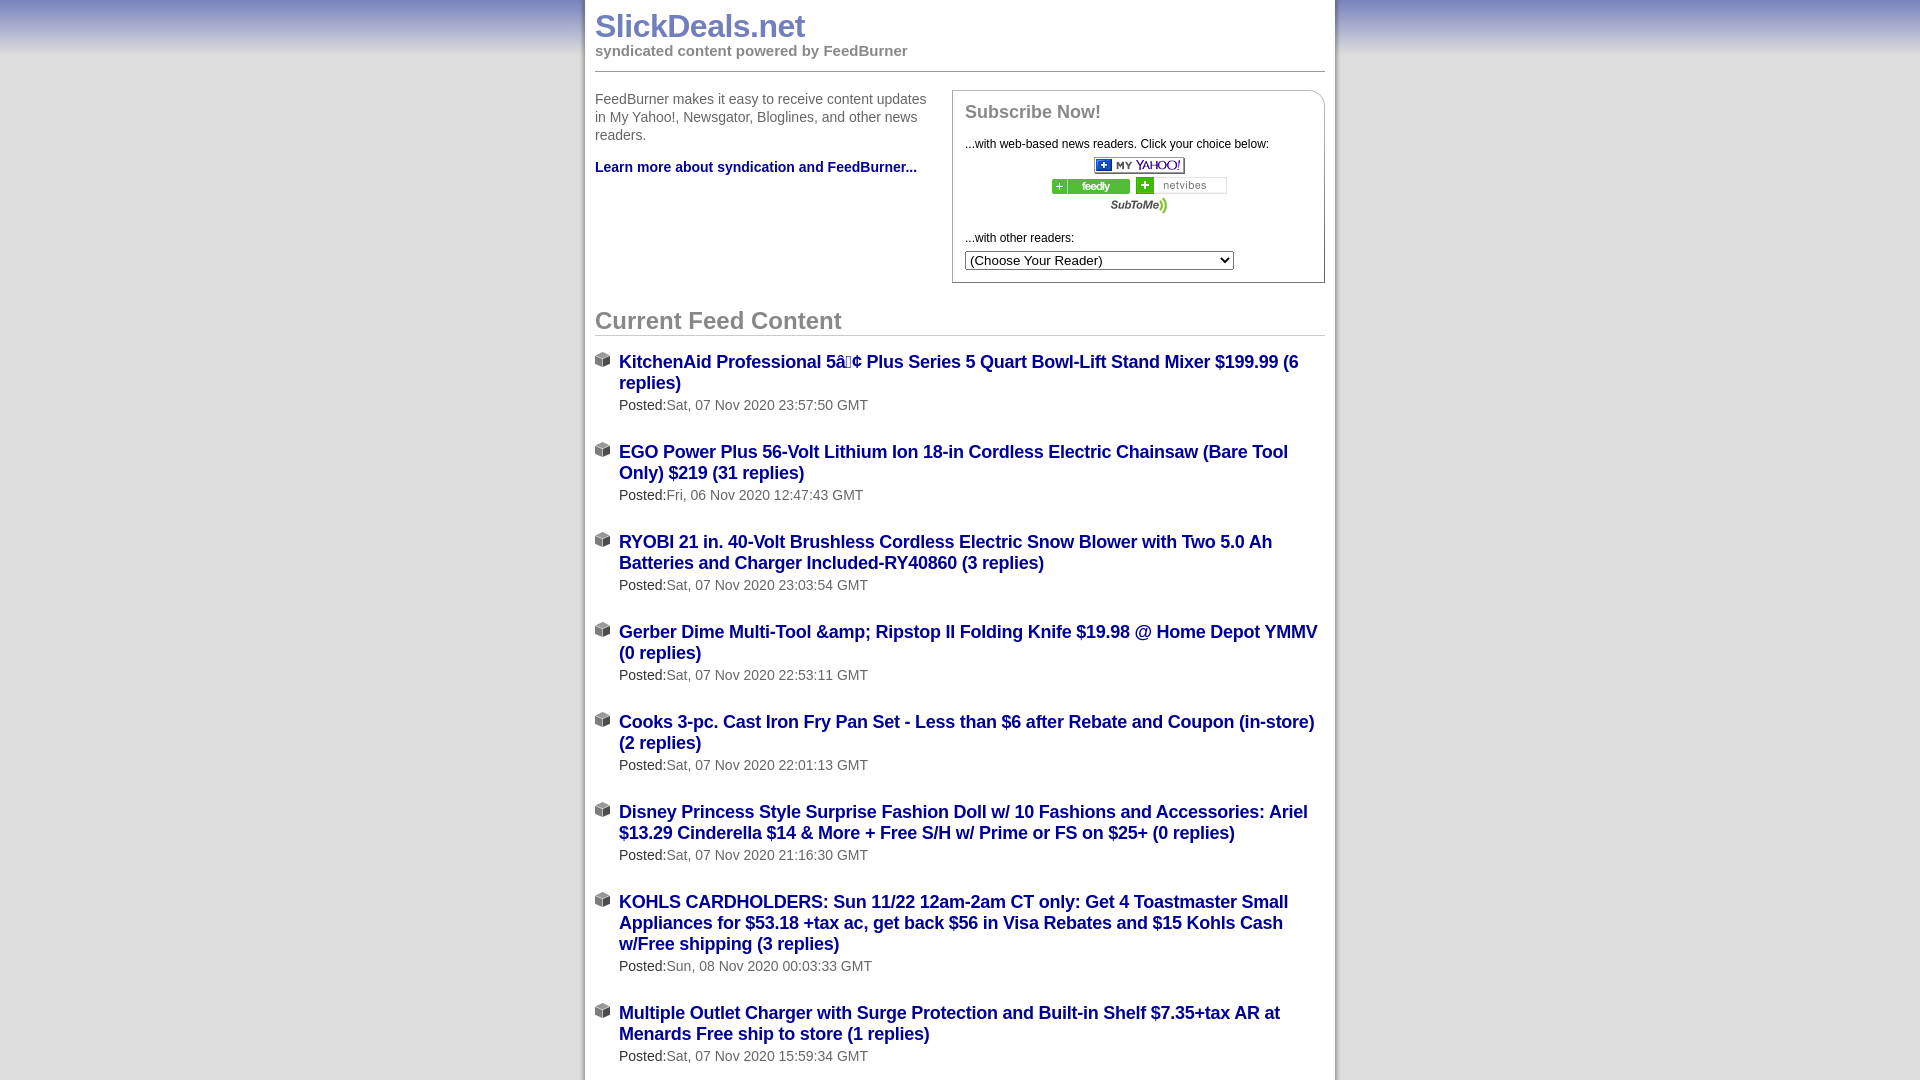 SlickDeals.net
syndicated content powered by FeedBurner
FeedBurner makes it easy to receive content updates
in My Yahoo!, Newsgator, Bloglines, and other news
readers.
Learn more about syndication and FeedBurner...
Subscribe Now!
...with web-based news readers. Click your choice below:
MY YAHOO!
feedly
netvibes
SubToMe
...with other readers:
(Choose Your Reader)
Current Feed Content
KitchenAid Professional 5â¢ Plus Series 5 Quart Bowl-Lift Stand Mixer $199.99 (6
replies)
Posted:Sat, 07 Nov 2020 23:57:50 GMT
EGO Power Plus 56-Volt Lithium Ion 18-in Cordless Electric Chainsaw (Bare Tool
Only) $219 (31 replies)
Posted:Fri, 06 Nov 2020 12:47:43 GMT
RYOBI 21 in. 40-Volt Brushless Cordless Electric Snow Blower with Two 5.0 Ah
Batteries and Charger Included-RY40860 (3 replies)
Posted:Sat, 07 Nov 2020 23:03:54 GMT
Gerber Dime Multi-Tool &amp; Ripstop II Folding Knife $19.98 @ Home Depot YMMV
(0 replies)
Posted:Sat, 07 Nov 2020 22:53:11 GMT
Cooks 3-pc. Cast Iron Fry Pan Set - Less than $6 after Rebate and Coupon (in-store)
(2 replies)
Posted:Sat, 07 Nov 2020 22:01:13 GMT
Disney Princess Style Surprise Fashion Doll w/ 10 Fashions and Accessories: Ariel
$13.29 Cinderella $14 & More + Free S/H w/ Prime or FS on $25+ (0 replies)
Posted:Sat, 07 Nov 2020 21:16:30 GMT
KOHLS CARDHOLDERS: Sun 11/22 12am-2am CT only: Get 4 Toastmaster Small
Appliances for $53.18 +tax ac, get back $56 in Visa Rebates and $15 Kohls Cash
w/Free shipping (3 replies)
Posted:Sun, 08 Nov 2020 00:03:33 GMT
Multiple Outlet Charger with Surge Protection and Built-in Shelf $7.35+tax AR at
Menards Free ship to store (1 replies)
Posted:Sat, 07 Nov 2020 15:59:34 GMT